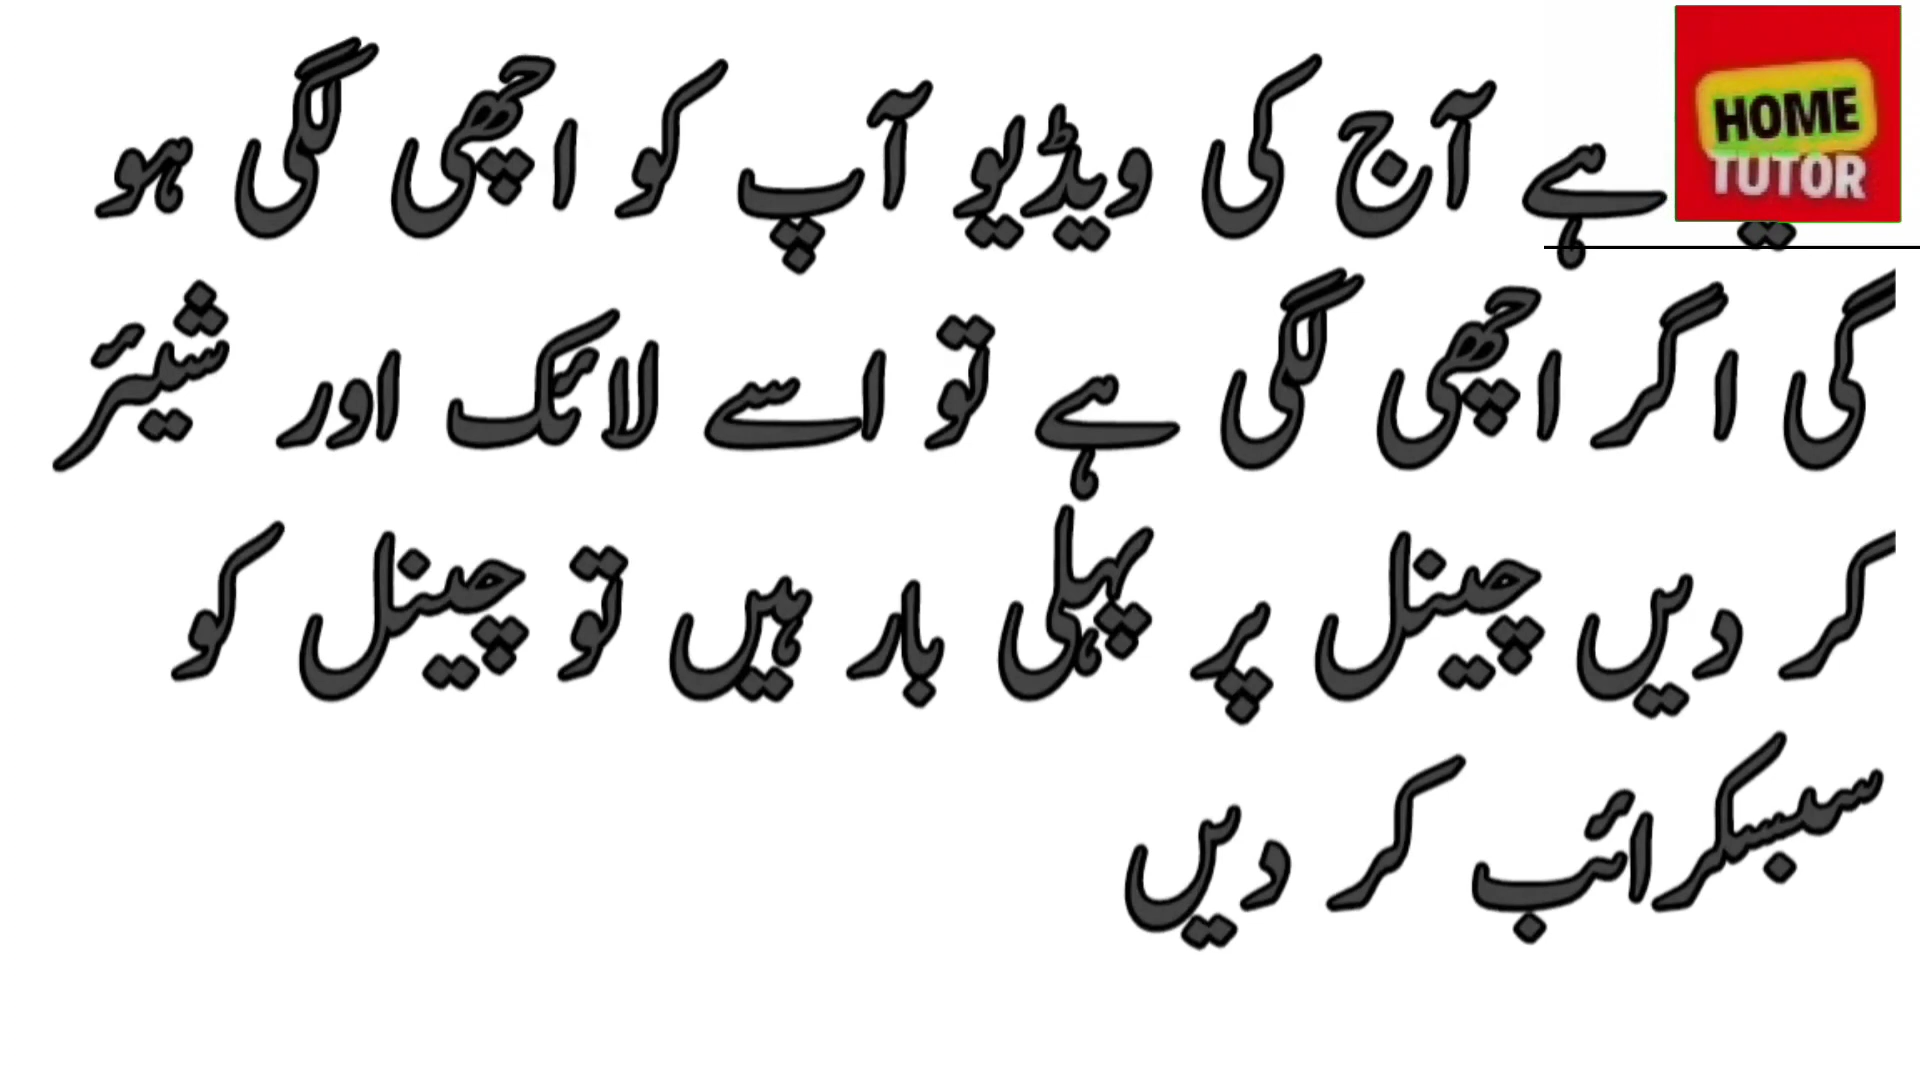 HOME
TUTOR
ہے آج کی ویڈیو آپ کو اچھی لگی ہو
گی اگر اچھی لگی ہے تو اسے لائک اور شیئر
کر دیں چینل پر پہلی بار ہیں تو چینل کو
سبسکرائب کر دیں